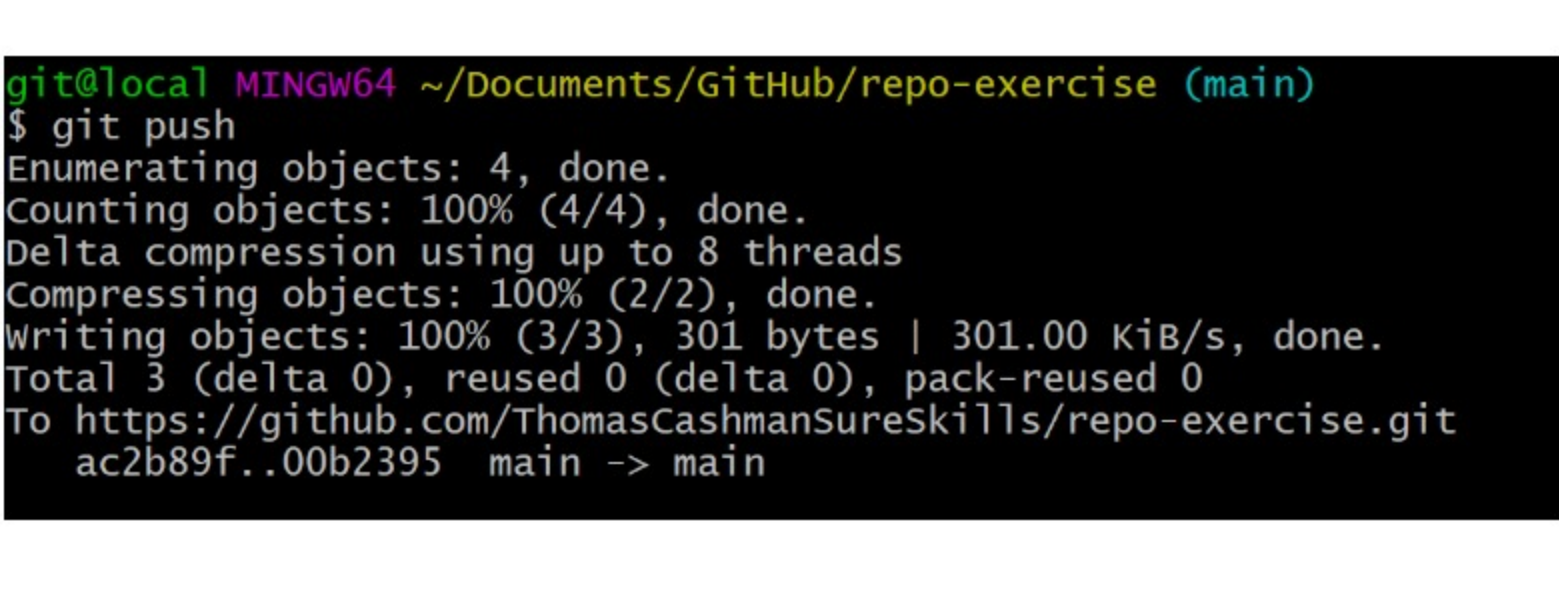 git@local MINGW64 ~/Documents/GitHub/repo-exercise (main)
$ git push
Enumerating objects: 4, done.
Counting objects: 100% (4/4), done.
Delta compression using up to 8 threads
Compressing objects: 100% (2/2), done.
Writing objects: 100% (3/3), 301 bytes | 301.00 KiB/s, done.
Total 3 (delta 0), reused 0 (delta 0), pack-reused 0
To https://github.com/ThomasCashmanSureSkills/repo-exercise.git
   ac2b89f..00b2395  main -> main